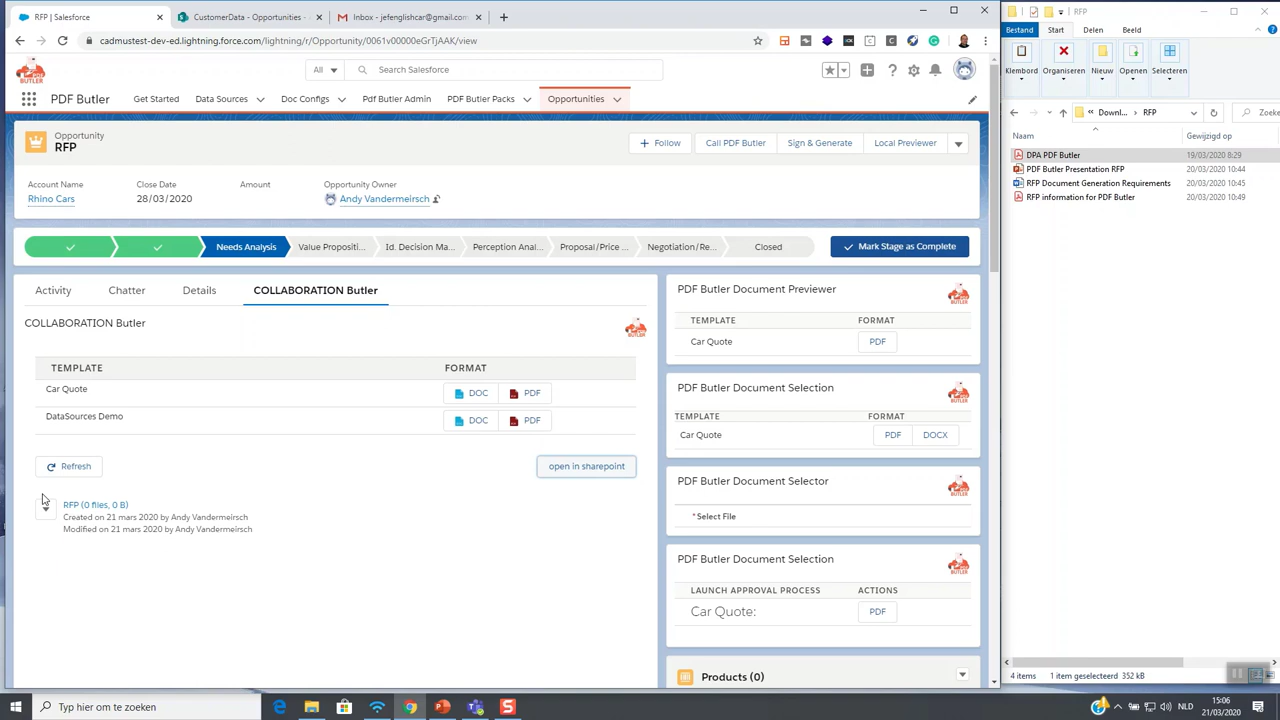 RFP | Salesforce
CustomerData - Opportunities
cadmustest-dev-ed.lightning.force.com/lightning
Search Salesforce
PDF Butler
Get Started
Data Sources
Doc Configs
Pdf Butler Admin
PDF Butler Packs
Opportunities
Opportunity
RFP
Follow
Call PDF Butler
Sign & Generate
Local Previewer
Account Name
Close Date
Amount
Opportunity Owner
Rhino Cars
28/03/2020
Andy Vandermeirsch
Needs Analysis
Value Propositi...
Id. Decision Ma...
Perception Anal...
Proposal/Price ...
Negotiation/Re...
Closed
Mark Stage as Complete
Activity
Chatter
Details
COLLABORATION Butler
COLLABORATION Butler
TEMPLATE
FORMAT
Car Quote
DOC
PDF
DataSources Demo
DOC
PDF
Refresh
open in sharepoint
RFP (0 files, 0 B)
Created on 21 mars 2020 by Andy Vandermeirsch
Modified on 21 mars 2020 by Andy Vandermeirsch
PDF Butler Document Previewer
TEMPLATE
FORMAT
Car Quote
PDF
PDF Butler Document Selection
TEMPLATE
FORMAT
Car Quote
PDF
DOCX
PDF Butler Document Selector
*Select File
PDF Butler Document Selection
LAUNCH APPROVAL PROCESS
ACTIONS
Car Quote:
PDF
Products (0)
RFP
Bestand
Start
Delen
Beeld
Klembord
Organiseren
Nieuw
Openen
Selecteren
Downl...
RFP
Zoeke
Naam
Gewijzigd op
DPA PDF Butler
19/03/2020 8:29
PDF Butler Presentation RFP
20/03/2020 10:44
RFP Document Generation Requirements
20/03/2020 10:45
RFP information for PDF Butler
20/03/2020 10:49
4 items
1 item geselecteerd 352 kB
Typ hier om te zoeken
NLD
15:06
21/03/2020